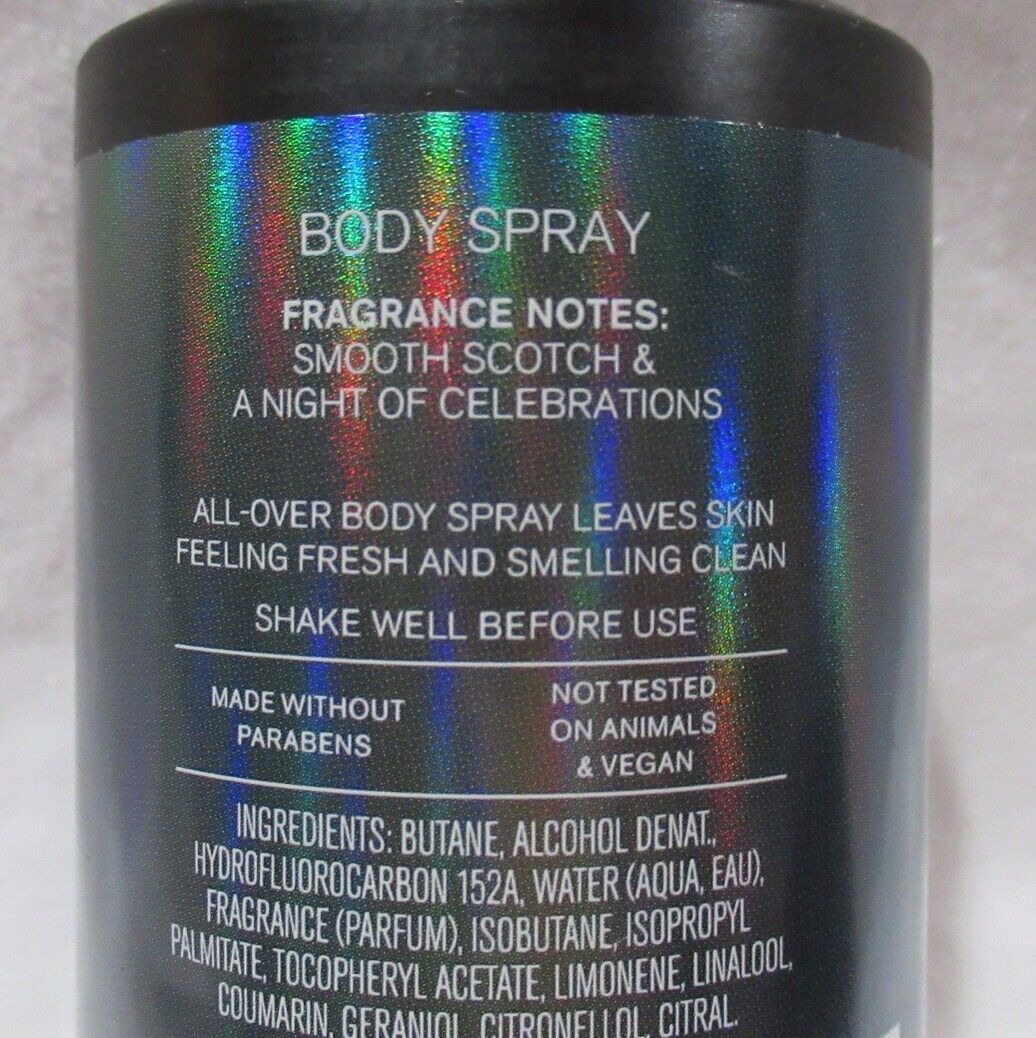 BODY SPRAY
FRAGRANCE NOTES:
SMOOTH SCOTCH &
A NIGHT OF CELEBRATIONS
ALL-OVER BODY SPRAY LEAVES SKIN
FEELING FRESH AND SMELLING CLEAN
SHAKE WELL BEFORE USE
MADE WITHOUT
PARABENS
NOT TESTED
ON ANIMALS
& VEGAN
INGREDIENTS: BUTANE, ALCOHOL DENAT.,
HYDROFLUOROCARBON 152A, WATER (AQUA, EAU),
FRAGRANCE (PARFUM), ISOBUTANE, ISOPROPYL
PALMITATE, TOCOPHERYL ACETATE, LIMONENE, LINALOOL,
COUMARIN, GERANIOL, CITRONELLOL, CITRAL.